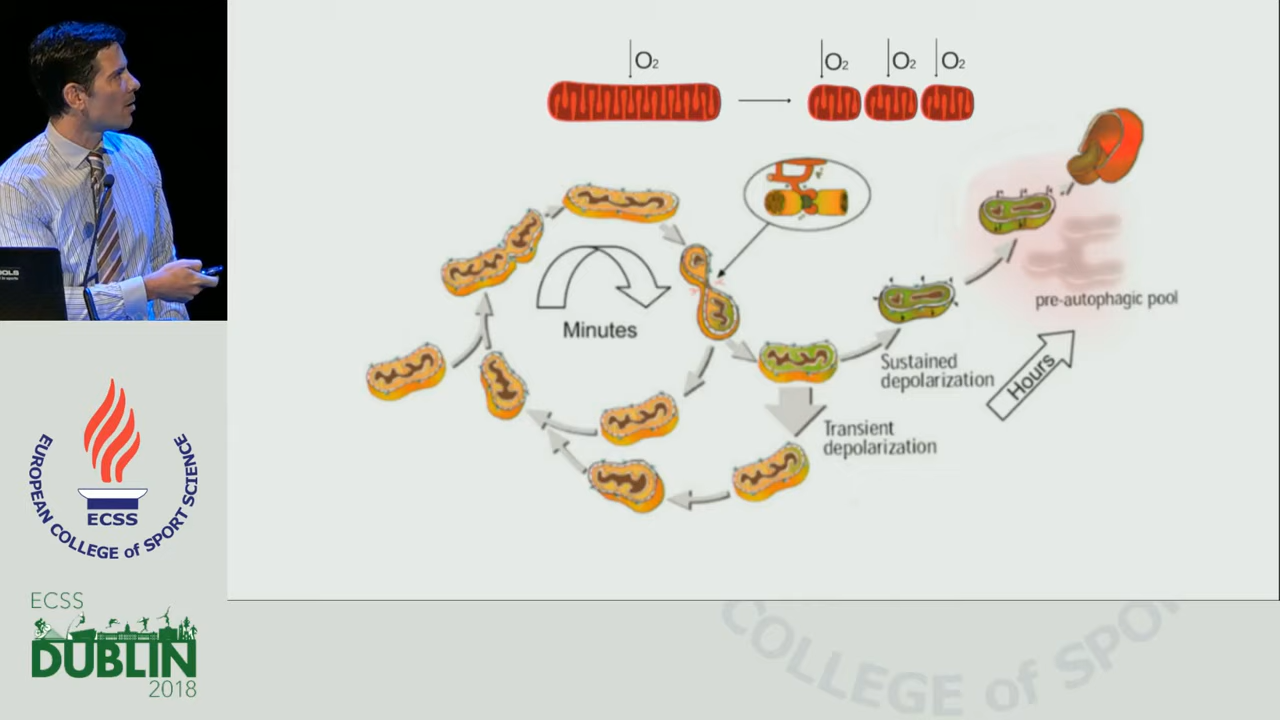 O₂
O₂ O₂ O₂
Minutes
Sustained
depolarization
Transient
depolarization
pre-autophagic pool
Hours
EUROPEAN COLLEGE of SPORT SCIENCE
ECSS
ECSS
DUBLIN
2018
COLLEGE of SPO